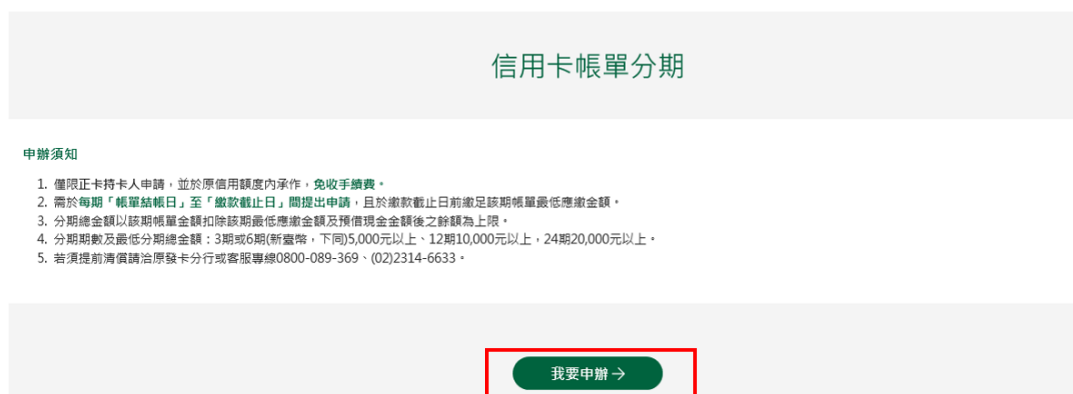 信用卡帳單分期
申辦須知
1. 僅限正卡持卡人申請，並於原信用額度內承作，免收手續費。
2. 需於每期「帳單結帳日」至「繳款截止日」間提出申請，且於繳款截止日前繳足該期帳單最低應繳金額。
3. 分期總金額以該期帳單金額扣除該期最低應繳金額及預借現金金額後之餘額為上限。
4. 分期期數及最低分期總金額：3期或6期(新臺幣，下同)5,000元以上、12期10,000元以上，24期20,000元以上。
5. 若須提前清償請洽原發卡分行或客服專線0800-089-369、(02)2314-6633。
我要申辦→